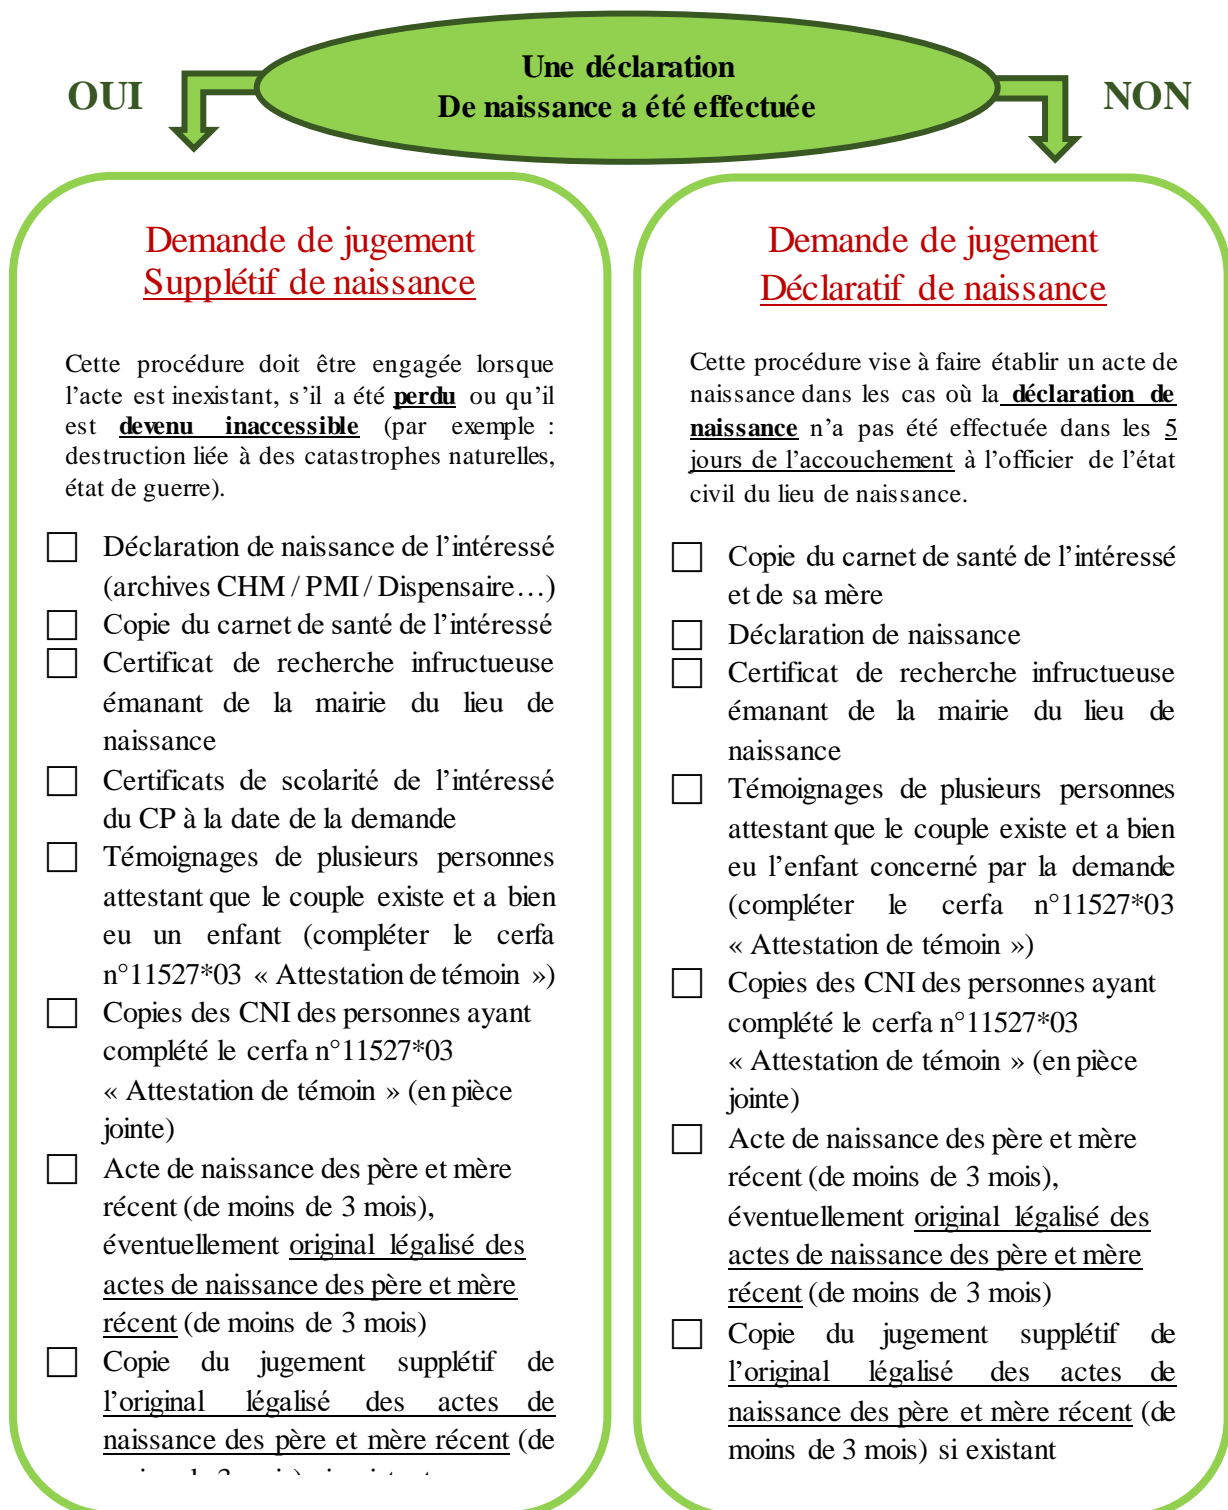 Une déclaration
De naissance a été effectuée
OUI
NON
Demande de jugement
Supplétif de naissance
Cette procédure doit être engagée lorsque
l’acte est inexistant, s’il a été perdu ou qu’il
est devenu inaccessible (par exemple :
destruction liée à des catastrophes naturelles,
état de guerre).
Déclaration de naissance de l’intéressé
(archives CHM / PMI / Dispensaire…)
Copie du carnet de santé de l’intéressé
Certificat de recherche infructueuse
émanant de la mairie du lieu de
naissance
Certificats de scolarité de l’intéressé
du CP à la date de la demande
Témoignages de plusieurs personnes
attestant que le couple existe et a bien
eu un enfant (compléter le cerfa
n°11527*03 « Attestation de témoin »)
Copies des CNI des personnes ayant
complété le cerfa n°11527*03
« Attestation de témoin » (en pièce
jointe)
Acte de naissance des père et mère
récent (de moins de 3 mois),
éventuellement original légalisé des
actes de naissance des père et mère
récent (de moins de 3 mois)
Copie du jugement supplétif de
l’original légalisé des actes de
naissance des père et mère récent (de
Demande de jugement
Déclaratif de naissance
Cette procédure vise à faire établir un acte de
naissance dans les cas où la déclaration de
naissance n’a pas été effectuée dans les 5
jours de l’accouchement à l’officier de l’état
civil du lieu de naissance.
Copie du carnet de santé de l’intéressé
et de sa mère
Déclaration de naissance
Certificat de recherche infructueuse
émanant de la mairie du lieu de
naissance
Témoignages de plusieurs personnes
attestant que le couple existe et a bien
eu l’enfant concerné par la demande
(compléter le cerfa n°11527*03
« Attestation de témoin »)
Copies des CNI des personnes ayant
complété le cerfa n°11527*03
« Attestation de témoin » (en pièce
jointe)
Acte de naissance des père et mère
récent (de moins de 3 mois),
éventuellement original légalisé des
actes de naissance des père et mère
récent (de moins de 3 mois)
Copie du jugement supplétif de
l’original légalisé des actes de
naissance des père et mère récent (de
moins de 3 mois) si existant